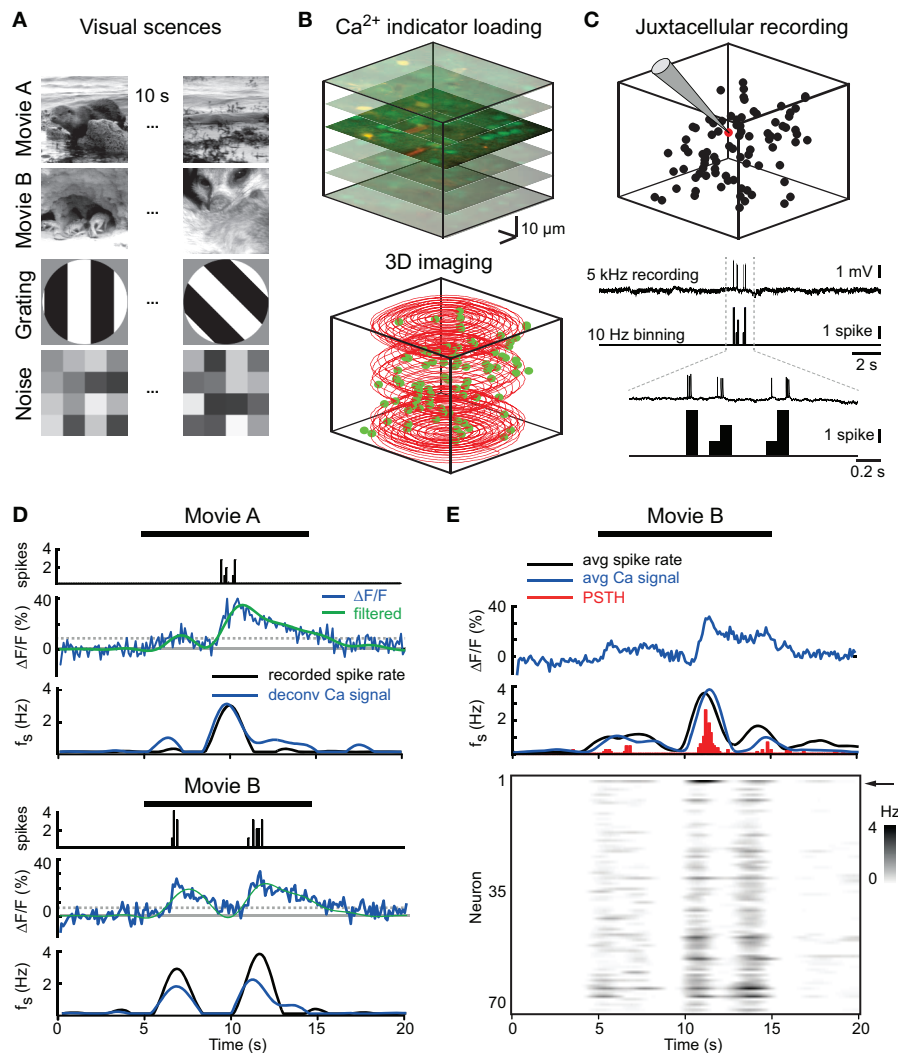 A
Visual scences
Movie A
10 s
...
Movie B
...
Grating
...
Noise
...
B
Ca2+ indicator loading
10 µm
3D imaging
C
Juxtacellular recording
5 kHz recording
1 mV
10 Hz binning
1 spike
2 s
1 spike
0.2 s
D
Movie A
spikes
4
2
ΔF/F (%)
40
0
ΔF/F
filtered
fs (Hz)
4
2
recorded spike rate
deconv Ca signal
Movie B
spikes
4
2
ΔF/F (%)
40
0
fs (Hz)
4
2
0 5 10 15 20
Time (s)
E
Movie B
avg spike rate
avg Ca signal
PSTH
ΔF/F (%)
40
0
fs (Hz)
4
2
Neuron
1
35
70
Hz
4
0
0 5 10 15 20
Time (s)